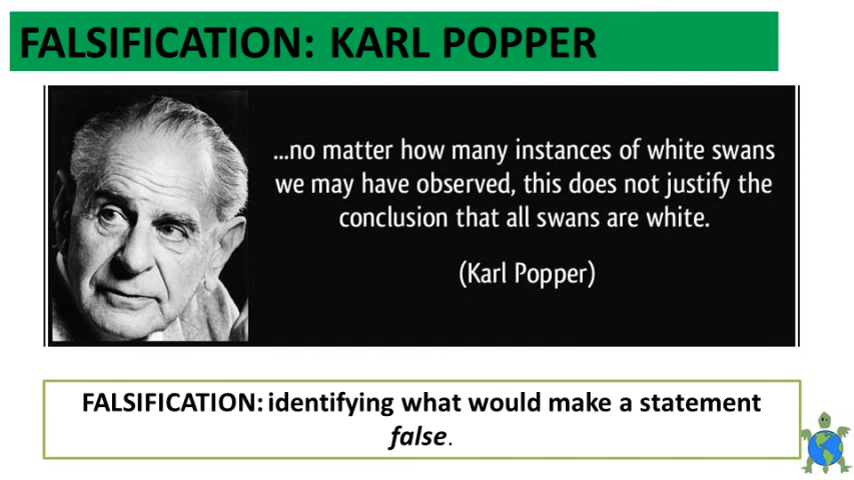 FALSIFICATION: KARL POPPER
...no matter how many instances of white swans
we may have observed, this does not justify the
conclusion that all swans are white.
(Karl Popper)
FALSIFICATION: identifying what would make a statement
false.